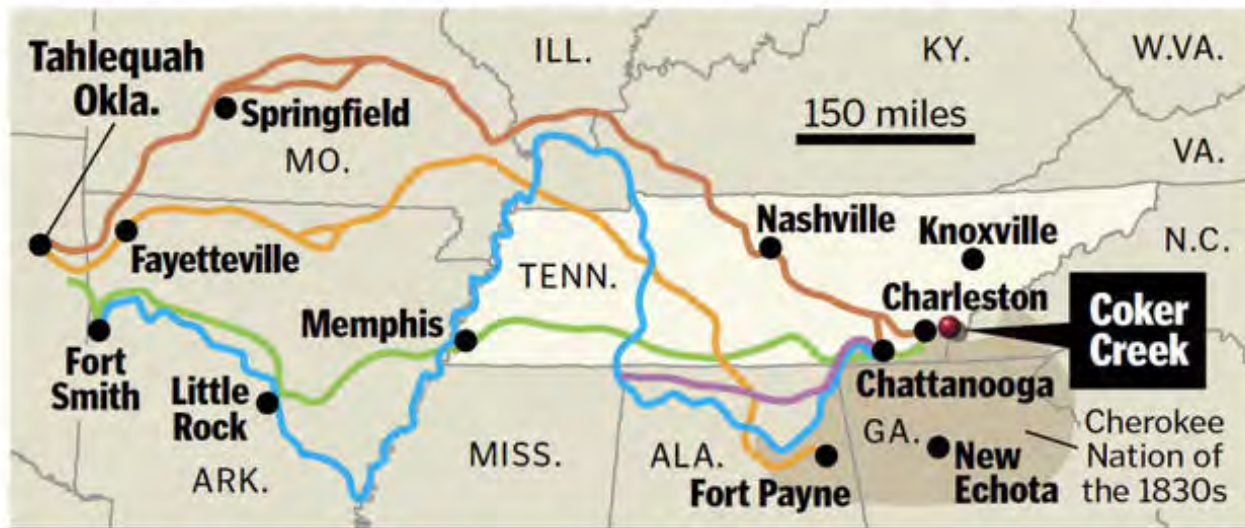 ILL.
KY.
W.VA.
Tahlequah
Okla.
150 miles
Springfield
MO.
VA.
Nashville
Knoxville
N.C.
Fayetteville
TENN.
Charleston
Coker
Creek
Memphis
Fort
Smith
Little
Rock
Chattanooga
GA.
Cherokee
Nation of
the 1830s
MISS.
ALA.
ARK.
Fort Payne
New
Echota